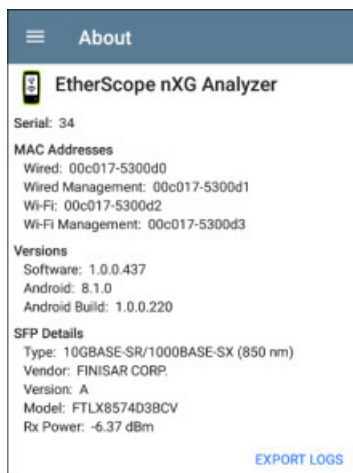 About
EtherScope nXG Analyzer
Serial: 34
MAC Addresses
Wired: 00c017-5300d0
Wired Management: 00c017-5300d1
Wi-Fi: 00c017-5300d2
Wi-Fi Management: 00c017-5300d3
Versions
Software: 1.0.0.437
Android: 8.1.0
Android Build: 1.0.0.220
SFP Details
Type: 10GBASE-SR/1000BASE-SX (850 nm)
Vendor: FINISAR CORP.
Version: A
Model: FTLX8574D3BCV
Rx Power: -6.37 dBm
EXPORT LOGS